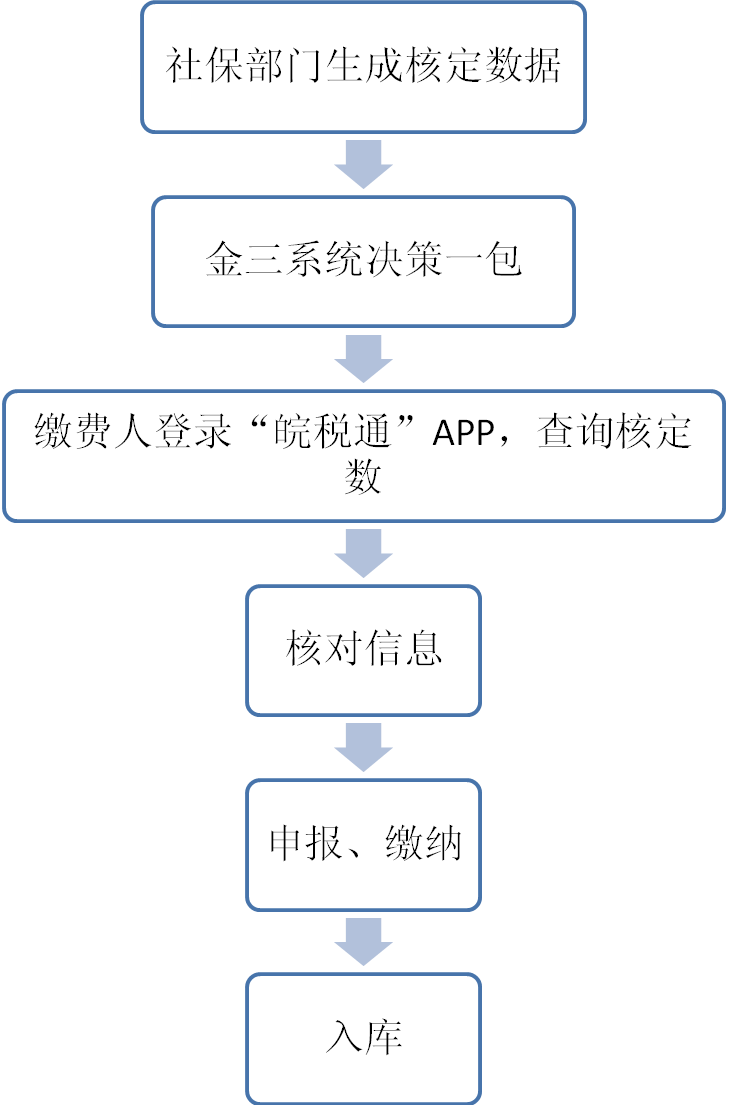 社保部门生成核定数据
金三系统决策一包
缴费人登录“皖税通”APP，查询核定
数
核对信息
申报、缴纳
入库